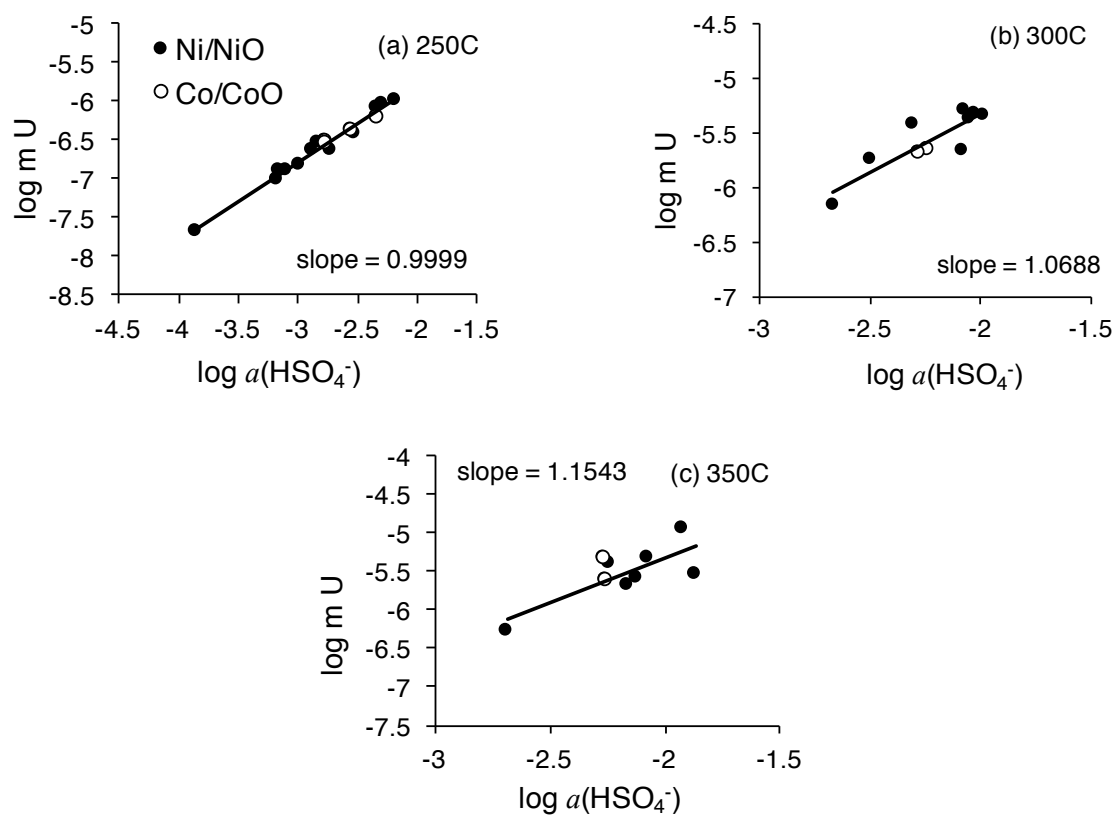 (a) 250C
Ni/NiO
Co/CoO
-5
-5.5
-6
-6.5
-7
-7.5
-8
-8.5
log m U
slope = 0.9999
-4.5 -4 -3.5 -3 -2.5 -2 -1.5
log a(HSO4-)
(b) 300C
-4.5
-5
-5.5
-6
-6.5
-7
log m U
slope = 1.0688
-3 -2.5 -2 -1.5
log a(HSO4-)
slope = 1.1543 (c) 350C
-4
-4.5
-5
-5.5
-6
-6.5
-7
-7.5
log m U
-3 -2.5 -2 -1.5
log a(HSO4-)